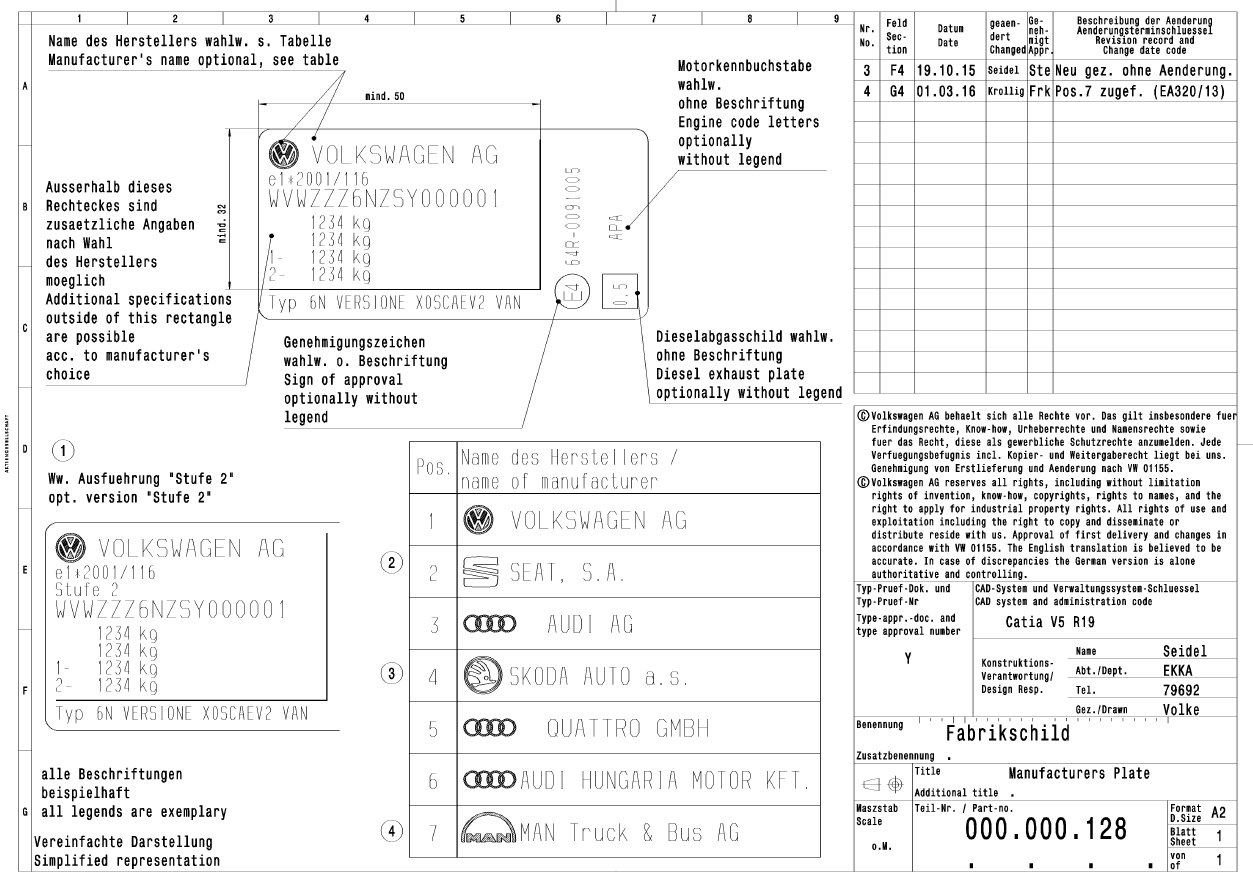 1 2 3 4 5 6 7 8 9
A
B
C
D
E
F
G
Name des Herstellers wahlw. s. Tabelle
Manufacturer's name optional, see table
mind. 50
mind. 32
VOLKSWAGEN AG
e1*2001/116
WVWZZZ6NZSY000001
1234 kg
1234 kg
1- 1234 kg
2- 1234 kg
Typ 6N VERSIONE X0SCAEV2 VAN
64R-0091005
E4
APA
0.5
Motorkennbuchstabe
wahlw.
ohne Beschriftung
Engine code letters
optionally
without legend
Ausserhalb dieses
Rechteckes sind
zusaetzliche Angaben
nach Wahl
des Herstellers
moeglich
Additional specifications
outside of this rectangle
are possible
acc. to manufacturer's
choice
Genehmigungszeichen
wahlw. o. Beschriftung
Sign of approval
optionally without
legend
Dieselabgasschild wahlw.
ohne Beschriftung
Diesel exhaust plate
optionally without legend
AKTIENGESELLSCHAFT
1
Ww. Ausfuehrung "Stufe 2"
opt. version "Stufe 2"
VOLKSWAGEN AG
e1*2001/116
Stufe 2
WVWZZZ6NZSY000001
1234 kg
1234 kg
1- 1234 kg
2- 1234 kg
Typ 6N VERSIONE X0SCAEV2 VAN
alle Beschriftungen
beispielhaft
all legends are exemplary
Vereinfachte Darstellung
Simplified representation
Pos. Name des Herstellers /
name of manufacturer
1 VOLKSWAGEN AG
2
2 SEAT, S.A.
3 AUDI AG
3
4 SKODA AUTO a.s.
5 QUATTRO GMBH
6 AUDI HUNGARIA MOTOR KFT.
4
7 MAN MAN Truck & Bus AG
Nr. No. Feld Section Datum Date geaendert Changed Genehmigt Appr. Beschreibung der Aenderung
Aenderungsterminschluessel
Revision record and
Change date code
3 F4 19.10.15 Seidel Ste Neu gez. ohne Aenderung.
4 G4 01.03.16 Krollig Frk Pos.7 zugef. (EA320/13)
© Volkswagen AG behaelt sich alle Rechte vor. Das gilt insbesondere fuer
Erfindungsrechte, Know-how, Urheberrechte und Namensrechte sowie
fuer das Recht, diese als gewerbliche Schutzrechte anzumelden. Jede
Verfuegungsbefugnis incl. Kopier- und Weitergaberecht liegt bei uns.
Genehmigung von Erstlieferung und Aenderung nach VW 01155.
© Volkswagen AG reserves all rights, including without limitation
rights of invention, know-how, copyrights, rights to names, and the
right to apply for industrial property rights. All rights of use and
exploitation including the right to copy and disseminate or
distribute reside with us. Approval of first delivery and changes in
accordance with VW 01155. The English translation is believed to be
accurate. In case of discrepancies the German version is alone
authoritative and controlling.
Typ-Pruef-Dok. und
Typ-Pruef-Nr
Type-appr.-doc. and
type approval number
Y
CAD-System und Verwaltungssystem-Schluessel
CAD system and administration code
Catia V5 R19
Konstruktions-
Verantwortung/
Design Resp.
Name Seidel
Abt./Dept. EKKA
Tel. 79692
Gez./Drawn Volke
Benennung
Fabrikschild
Zusatzbenennung .
Title Manufacturers Plate
Additional title .
Maszstab
Scale
o.M.
Teil-Nr. / Part-no.
000.000.128
Format
D.Size A2
Blatt
Sheet 1
von
of 1